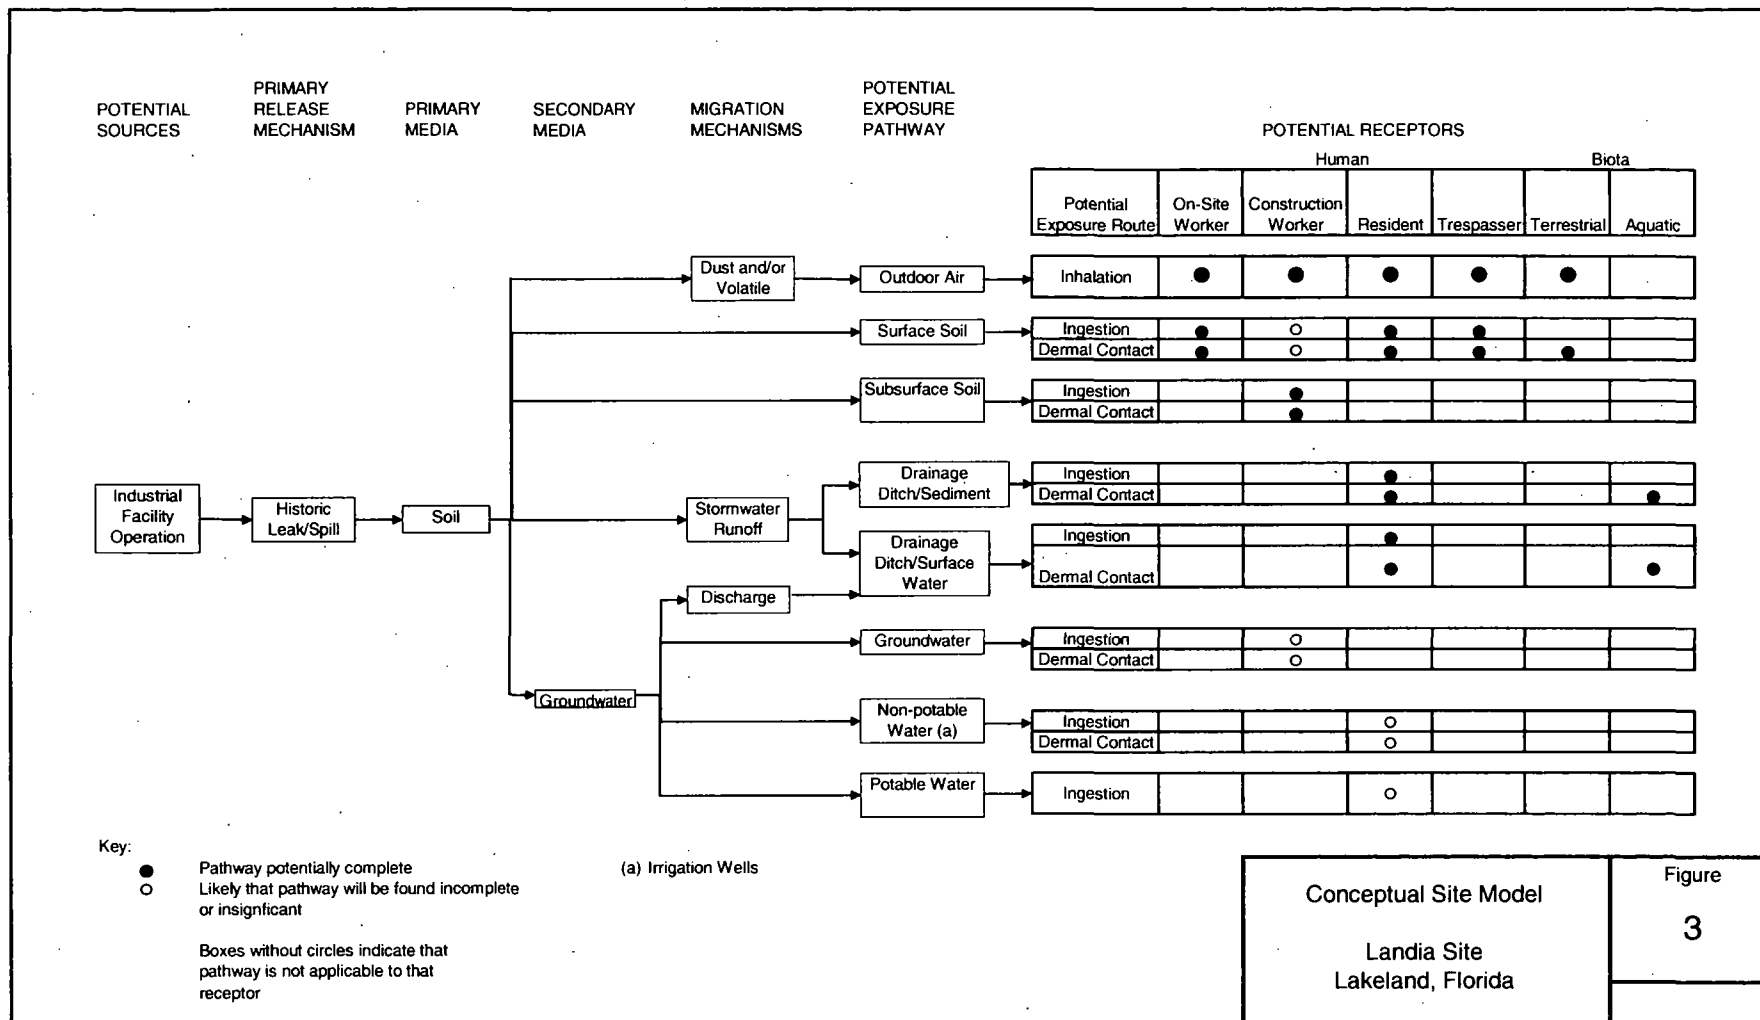 POTENTIAL
SOURCES
PRIMARY
RELEASE
MECHANISM
PRIMARY
MEDIA
SECONDARY
MEDIA
MIGRATION
MECHANISMS
POTENTIAL
EXPOSURE
PATHWAY
POTENTIAL RECEPTORS
Human
Biota
Potential
Exposure Route
On-Site
Worker
Construction
Worker
Resident
Trespasser
Terrestrial
Aquatic
Dust and/or
Volatile
Outdoor Air
Inhalation
Surface Soil
Ingestion
Dermal Contact
Subsurface Soil
Ingestion
Dermal Contact
Industrial
Facility
Operation
Historic
Leak/Spill
Soil
Stormwater
Runoff
Drainage
Ditch/Sediment
Ingestion
Dermal Contact
Drainage
Ditch/Surface
Water
Ingestion
Dermal Contact
Discharge
Groundwater
Ingestion
Dermal Contact
Groundwater
Non-potable
Water (a)
Ingestion
Dermal Contact
Potable Water
Ingestion
Key:
Pathway potentially complete
Likely that pathway will be found incomplete
or insignficant
Boxes without circles indicate that
pathway is not applicable to that
receptor
(a) Irrigation Wells
Conceptual Site Model
Landia Site
Lakeland, Florida
Figure
3